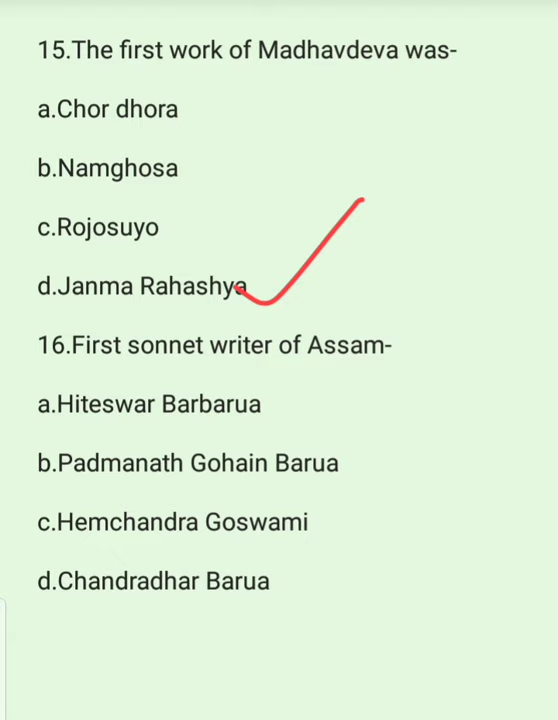 15.The first work of Madhavdeva was-
a.Chor dhora
b.Namghosa
c.Rojosuyo
d.Janma Rahashya
16.First sonnet writer of Assam-
a.Hiteswar Barbarua
b.Padmanath Gohain Barua
c.Hemchandra Goswami
d.Chandradhar Barua